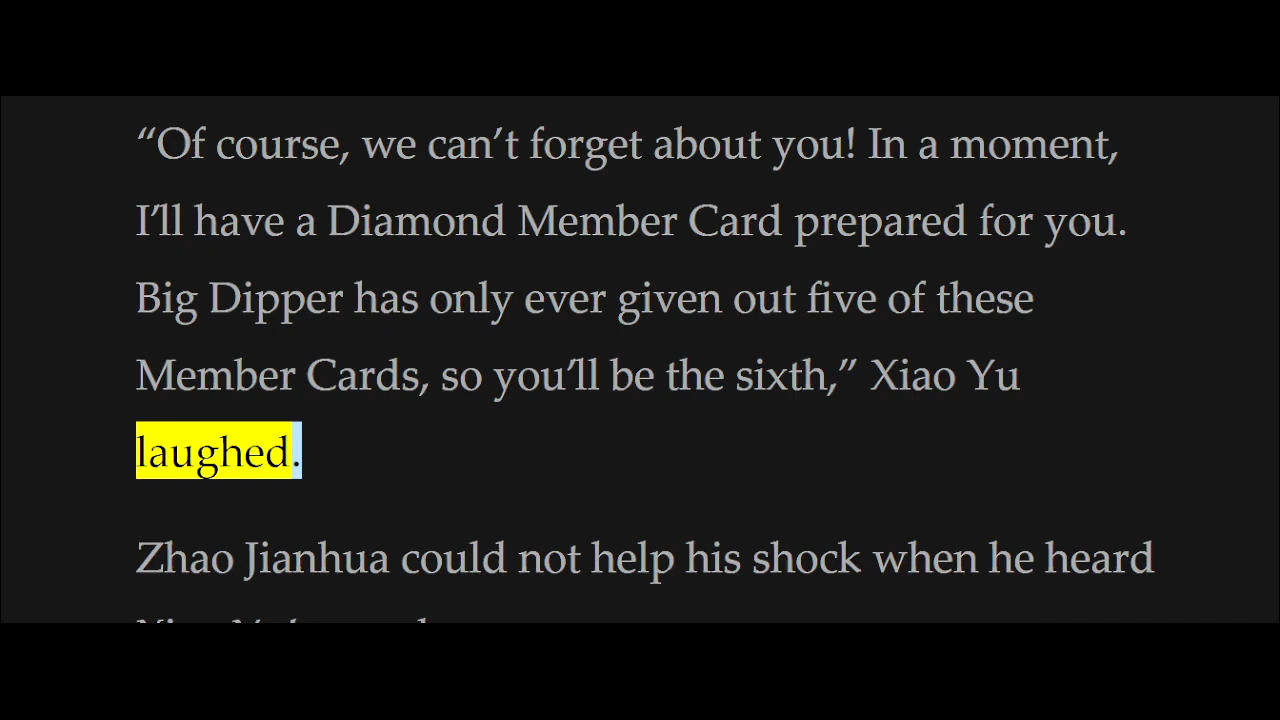 “Of course, we can’t forget about you! In a moment,
I’ll have a Diamond Member Card prepared for you.
Big Dipper has only ever given out five of these
Member Cards, so you’ll be the sixth,” Xiao Yu
laughed.
Zhao Jianhua could not help his shock when he heard